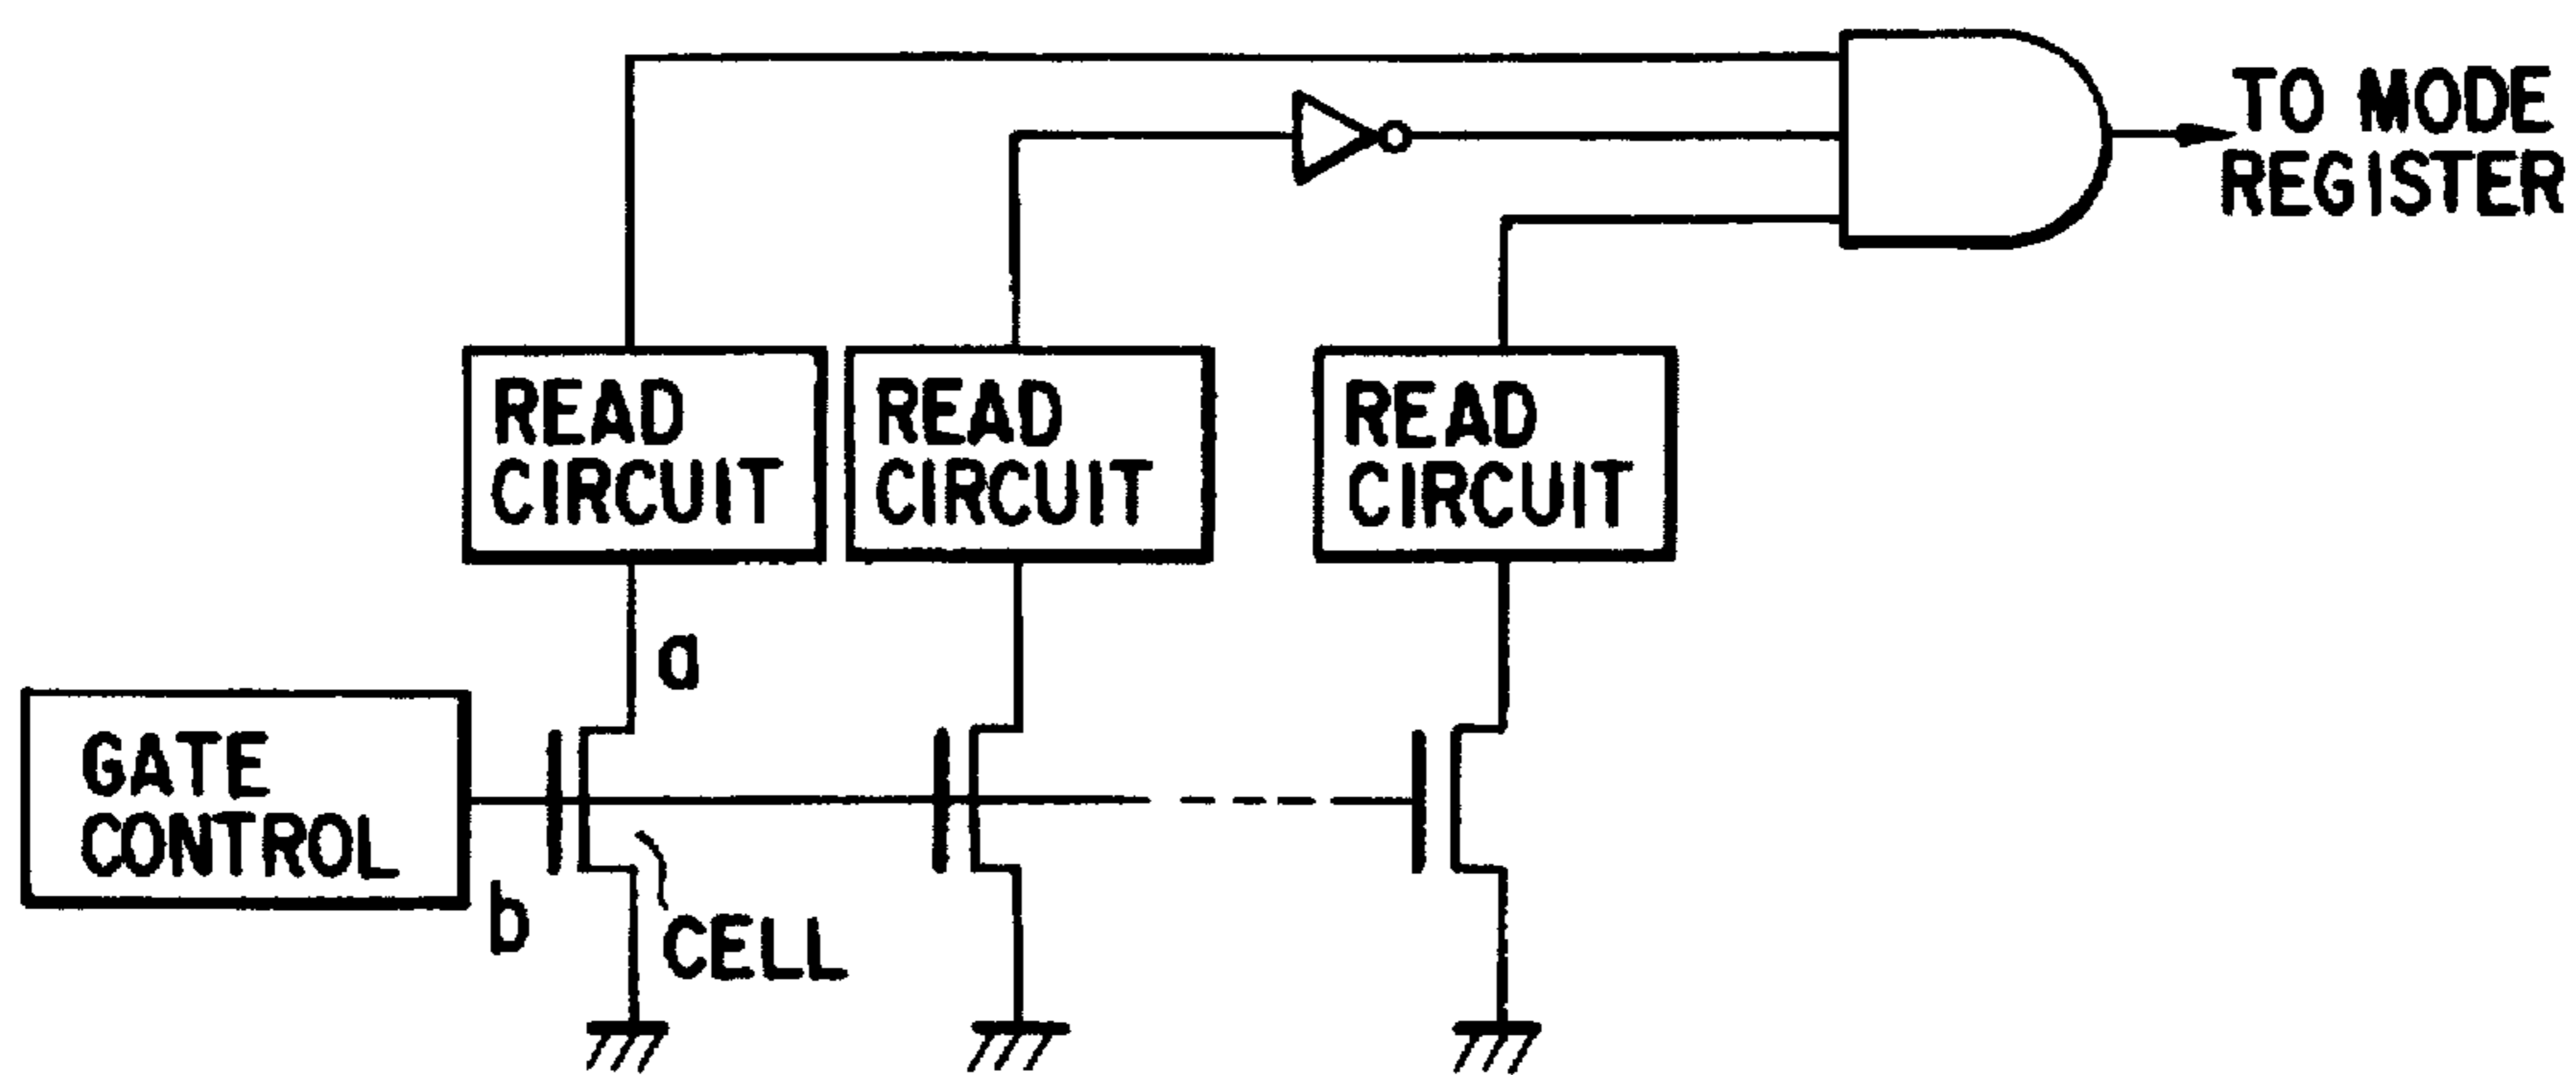 TO MODE
REGISTER
READ
CIRCUIT
READ
CIRCUIT
READ
CIRCUIT
a
GATE
CONTROL
b
CELL